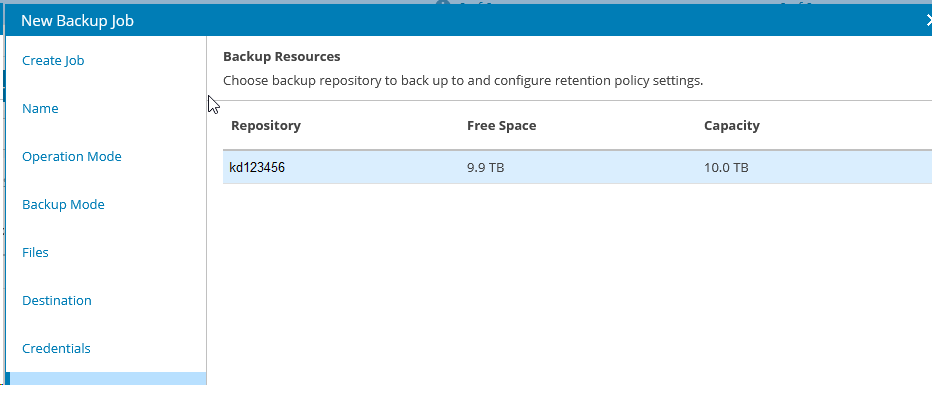 New Backup Job
Create Job
Name
Operation Mode
Backup Mode
Files
Destination
Credentials
Backup Resources
Choose backup repository to back up to and configure retention policy settings.
Repository Free Space Capacity
kd123456 9.9 TB 10.0 TB